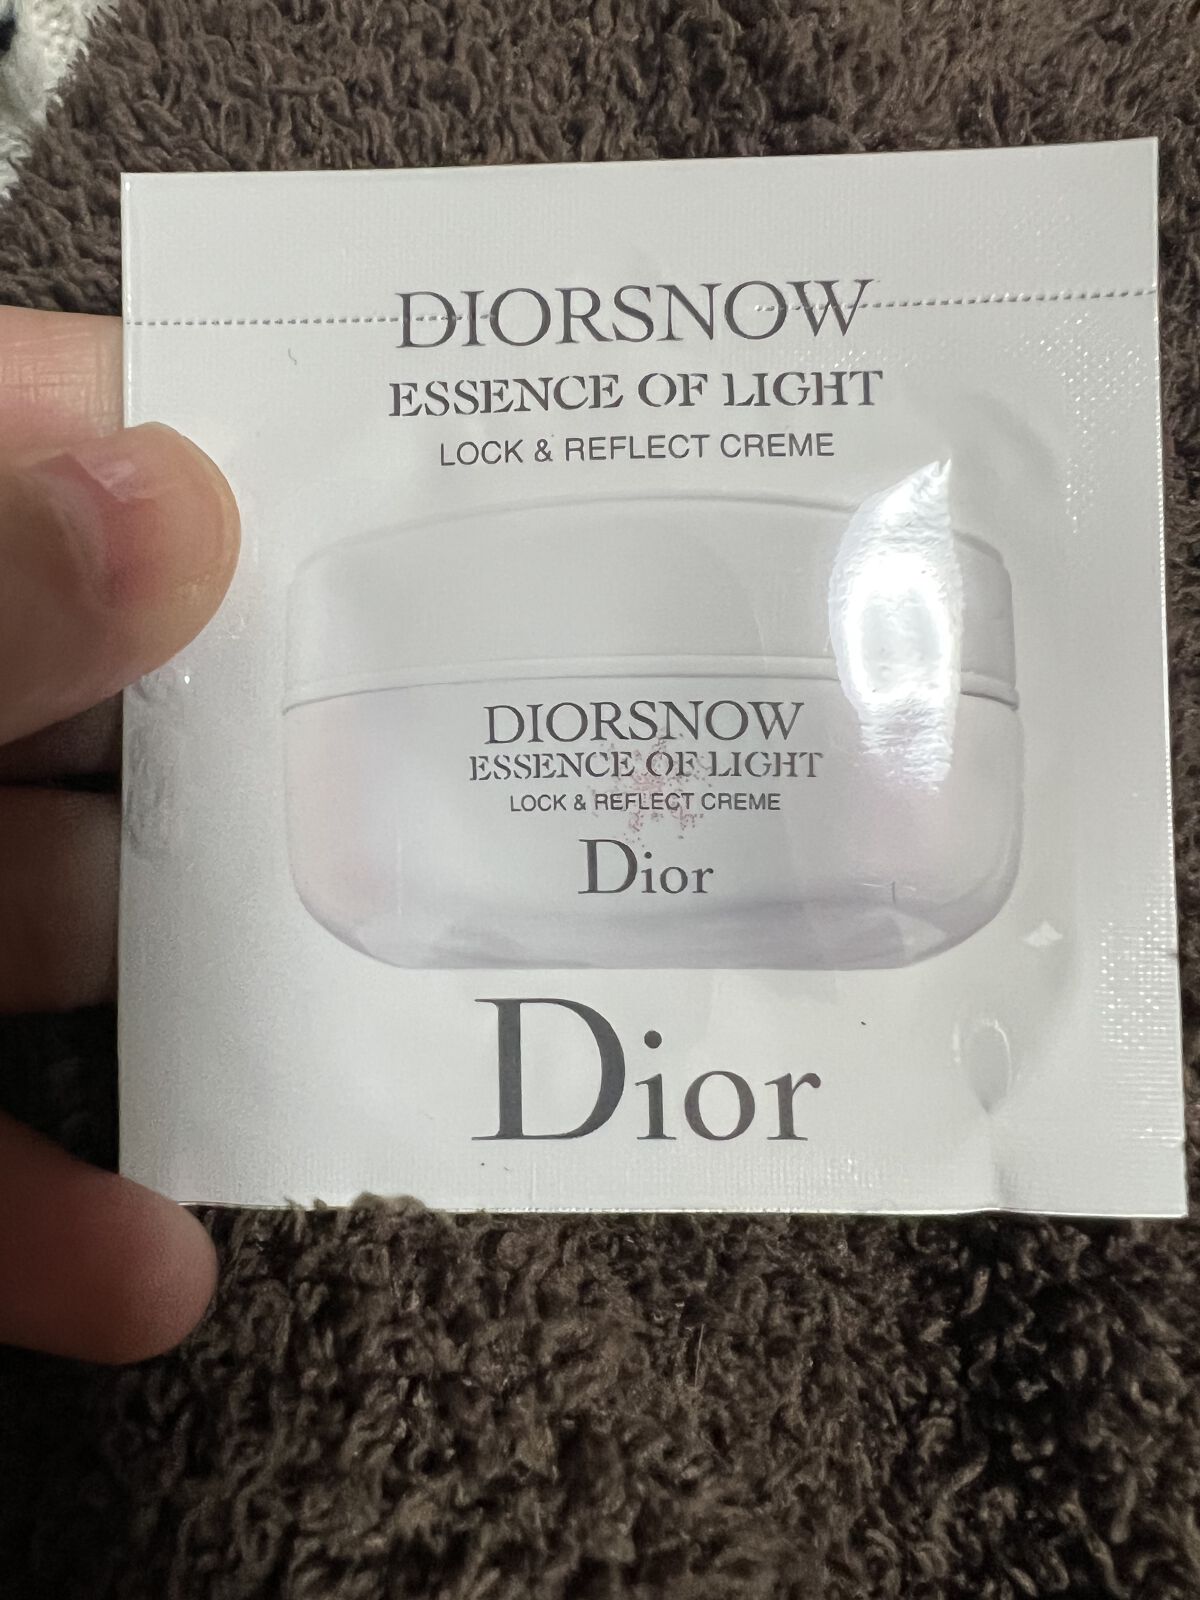 DIORSNOW
ESSENCE OF LIGHT
LOCK & REFLECT CREME
DIORSNOW
ESSENCE OF LIGHT
LOCK & REFLECT CREME
Dior
Dior